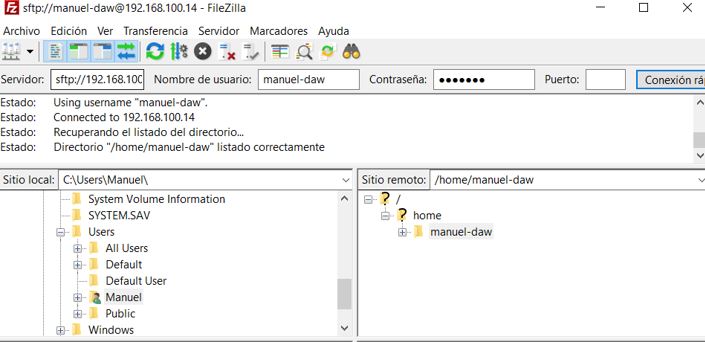 sftp://manuel-daw@192.168.100.14 - FileZilla
Archivo Edición Ver Transferencia Servidor Marcadores Ayuda
Servidor: sftp://192.168.100 Nombre de usuario: manuel-daw Contraseña: ●●●●●●● Puerto: Conexión rá
Estado: Using username "manuel-daw".
Estado: Connected to 192.168.100.14
Estado: Recuperando el listado del directorio...
Estado: Directorio "/home/manuel-daw" listado correctamente
Sitio local: C:\Users\Manuel\
System Volume Information
SYSTEM.SAV
Users
All Users
Default
Default User
Manuel
Public
Windows
Sitio remoto: /home/manuel-daw
/
home
manuel-daw